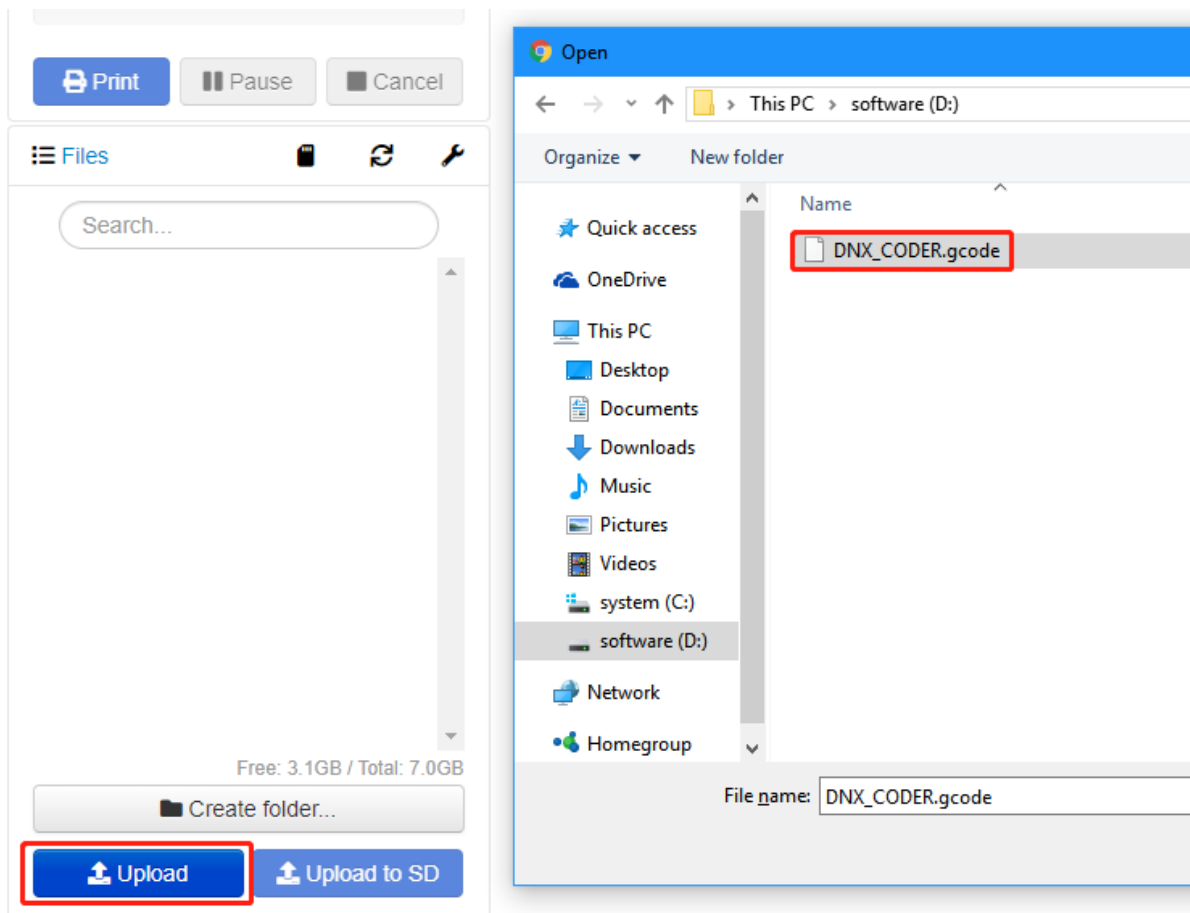 Print
Pause
Cancel
Files
Search...
Free: 3.1GB / Total: 7.0GB
Create folder...
Upload
Upload to SD
Open
This PC > software (D:)
Organize
New folder
Quick access
OneDrive
This PC
Desktop
Documents
Downloads
Music
Pictures
Videos
system (C:)
software (D:)
Network
Homegroup
Name
DNX_CODER.gcode
File name: DNX_CODER.gcode